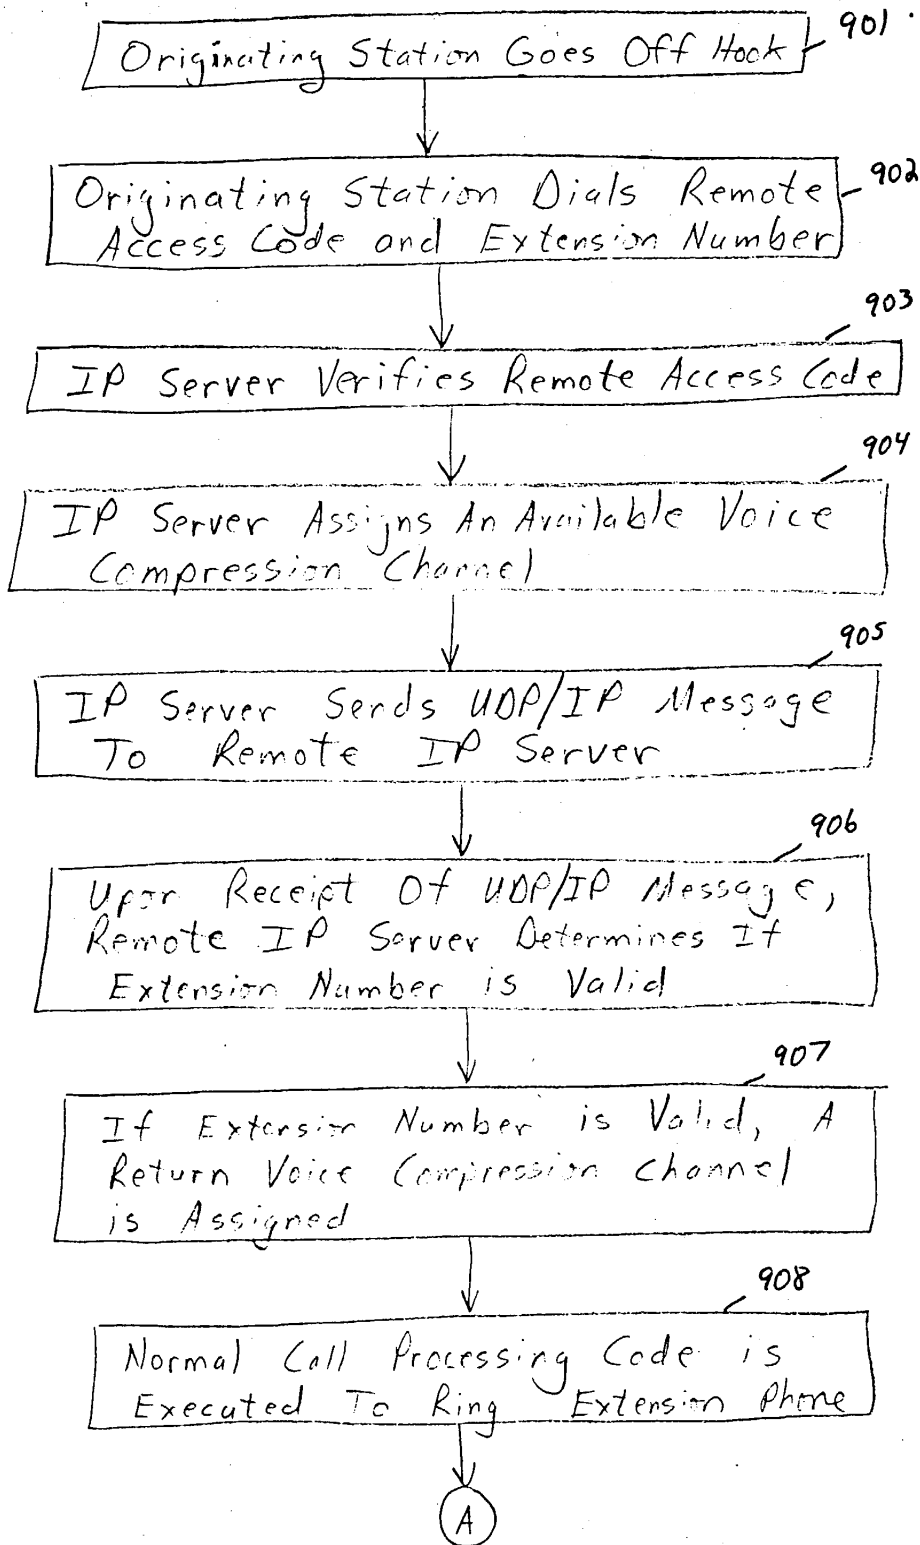 Originating Station Goes Off Hook
901
Originating Station Dials Remote
Access Code and Extension Number
902
903
IP Server Verifies Remote Access Code
904
IP Server Assigns An Available Voice
Compression Channel
905
IP Server Sends UDP/IP Message
To Remote IP Server
906
Upon Receipt Of UDP/IP Message,
Remote IP Server Determines If
Extension Number is Valid
907
If Extension Number is Valid, A
Return Voice Compression Channel
is Assigned
908
Normal Call Processing Code is
Executed To Ring Extension Phone
A